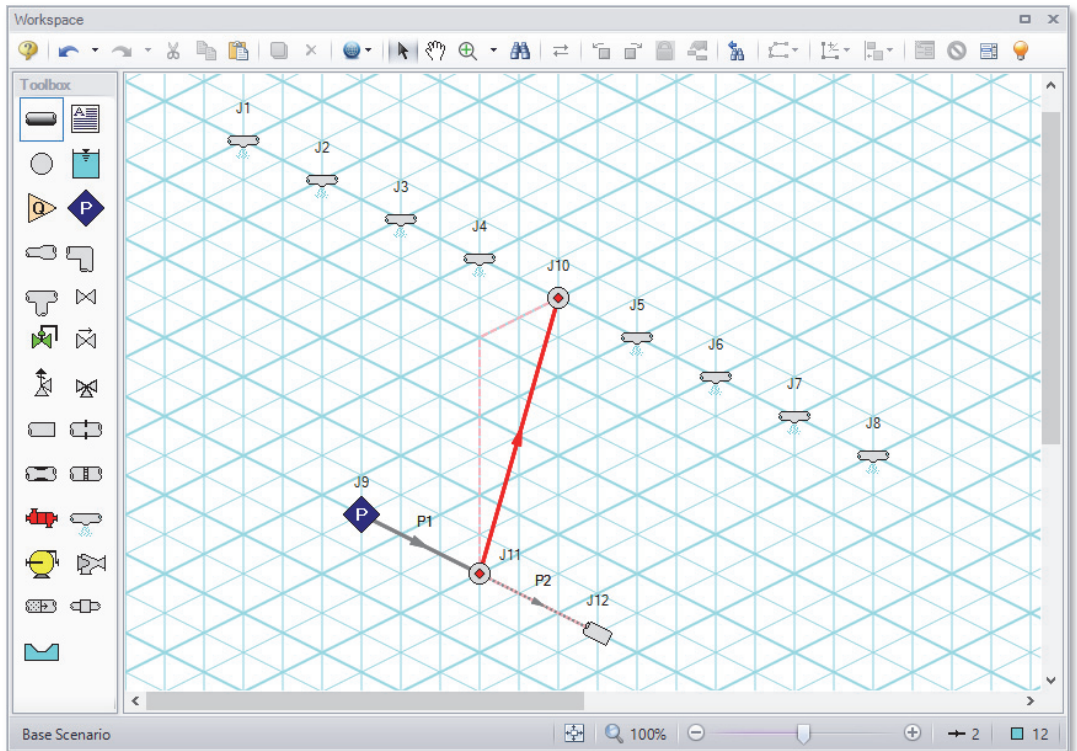 Workspace
Toolbox
A
Q
P
J1
J2
J3
J4
J10
J5
J6
J7
J8
J9
P
P1
J11
P2
J12
Base Scenario
100%
2
12